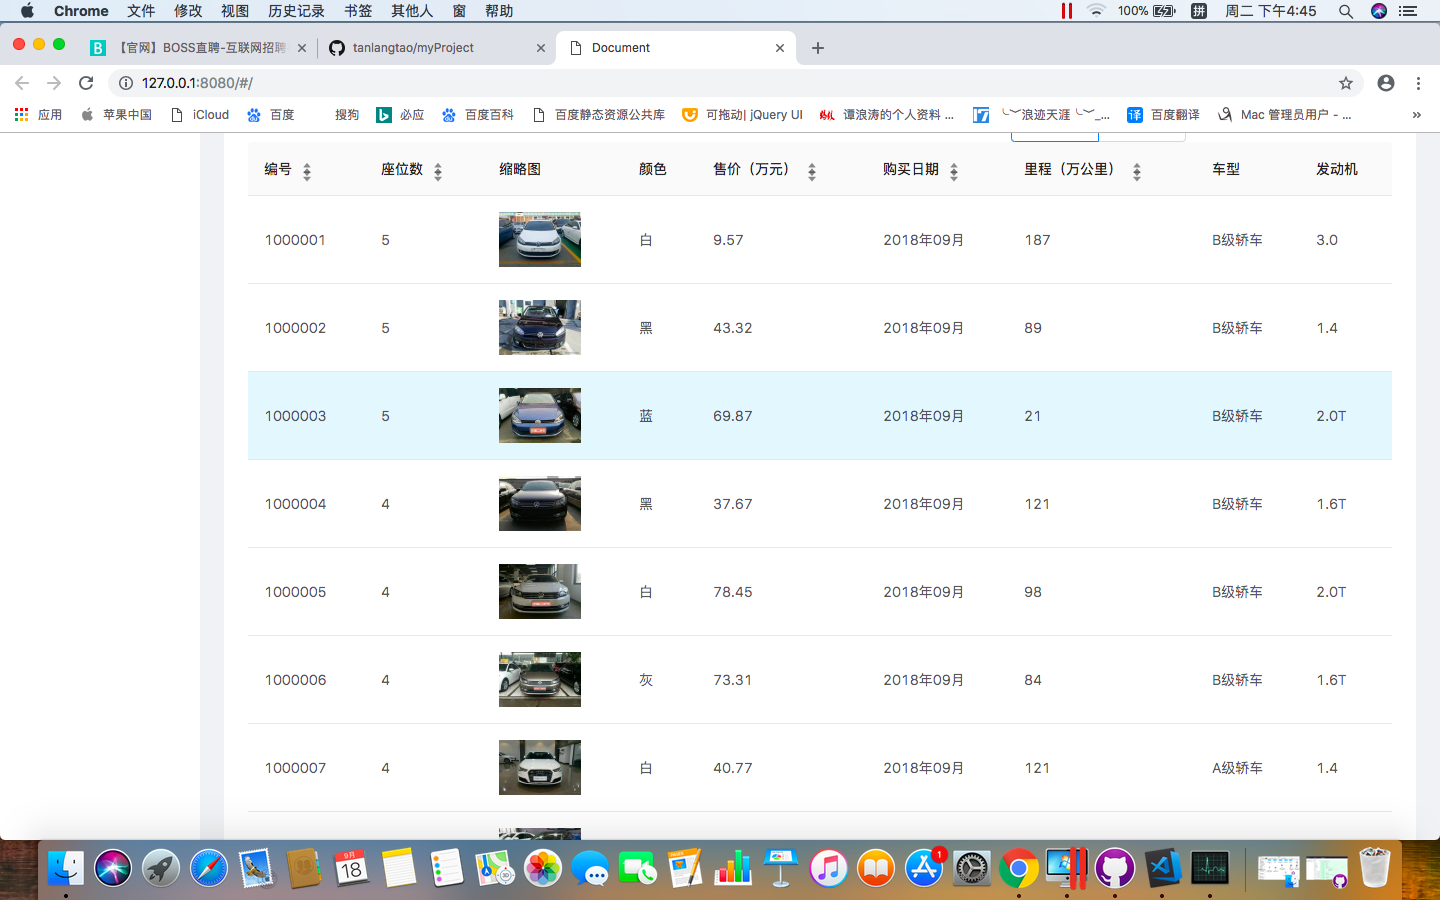 Chrome 文件 修改 视图 历史记录 书签 其他人 窗 帮助 100% 拼 周二 下午4:45
B 【官网】BOSS直聘-互联网招聘 tanlangtao/myProject Document
127.0.0.1:8080/#/
应用 苹果中国 iCloud 百度 搜狗 必应 百度百科 百度静态资源公共库 可拖动| jQuery UI 谭浪涛的个人资料 ... ╰︶浪迹天涯╰︶_... 译 百度翻译 Mac 管理员用户 - ... »
编号 座位数 缩略图 颜色 售价（万元） 购买日期 里程（万公里） 车型 发动机
1000001 5 白 9.57 2018年09月 187 B级轿车 3.0
1000002 5 黑 43.32 2018年09月 89 B级轿车 1.4
1000003 5 蓝 69.87 2018年09月 21 B级轿车 2.0T
1000004 4 黑 37.67 2018年09月 121 B级轿车 1.6T
1000005 4 白 78.45 2018年09月 98 B级轿车 2.0T
1000006 4 灰 73.31 2018年09月 84 B级轿车 1.6T
1000007 4 白 40.77 2018年09月 121 A级轿车 1.4
9月
18
1